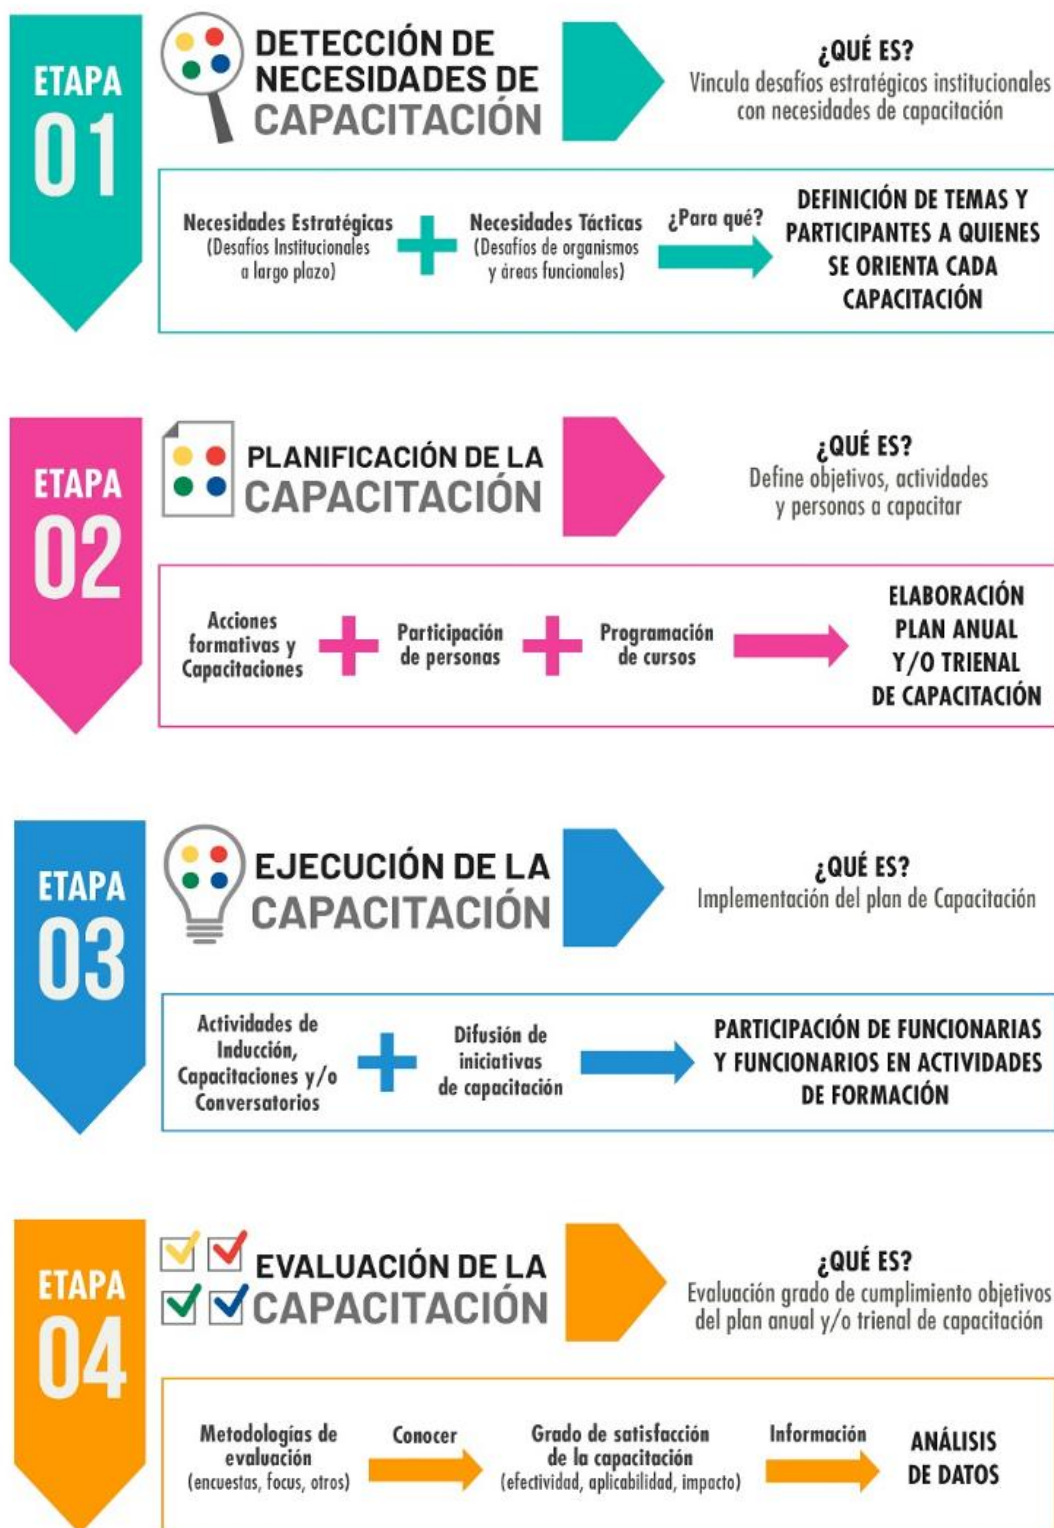 ETAPA
01
DETECCIÓN DE
NECESIDADES DE
CAPACITACIÓN
¿QUÉ ES?
Vincula desafíos estratégicos institucionales
con necesidades de capacitación
Necesidades Estratégicas
(Desafíos Institucionales
a largo plazo)
Necesidades Tácticas
(Desafíos de organismos
y áreas funcionales)
¿Para qué?
DEFINICIÓN DE TEMAS Y
PARTICIPANTES A QUIENES
SE ORIENTA CADA
CAPACITACIÓN
ETAPA
02
PLANIFICACIÓN DE LA
CAPACITACIÓN
¿QUÉ ES?
Define objetivos, actividades
y personas a capacitar
Acciones
formativas y
Capacitaciones
Participación
de personas
Programación
de cursos
ELABORACIÓN
PLAN ANUAL
Y/O TRIENAL
DE CAPACITACIÓN
ETAPA
03
EJECUCIÓN DE LA
CAPACITACIÓN
¿QUÉ ES?
Implementación del plan de Capacitación
Actividades de
Inducción,
Capacitaciones y/o
Conversatorios
Difusión de
iniciativas
de capacitación
PARTICIPACIÓN DE FUNCIONARIAS
Y FUNCIONARIOS EN ACTIVIDADES
DE FORMACIÓN
ETAPA
04
EVALUACIÓN DE LA
CAPACITACIÓN
¿QUÉ ES?
Evaluación grado de cumplimiento objetivos
del plan anual y/o trienal de capacitación
Metodologías de
evaluación
(encuestas, focus, otros)
Conocer
Grado de satisfacción
de la capacitación
(efectividad, aplicabilidad, impacto)
Información
ANÁLISIS
DE DATOS